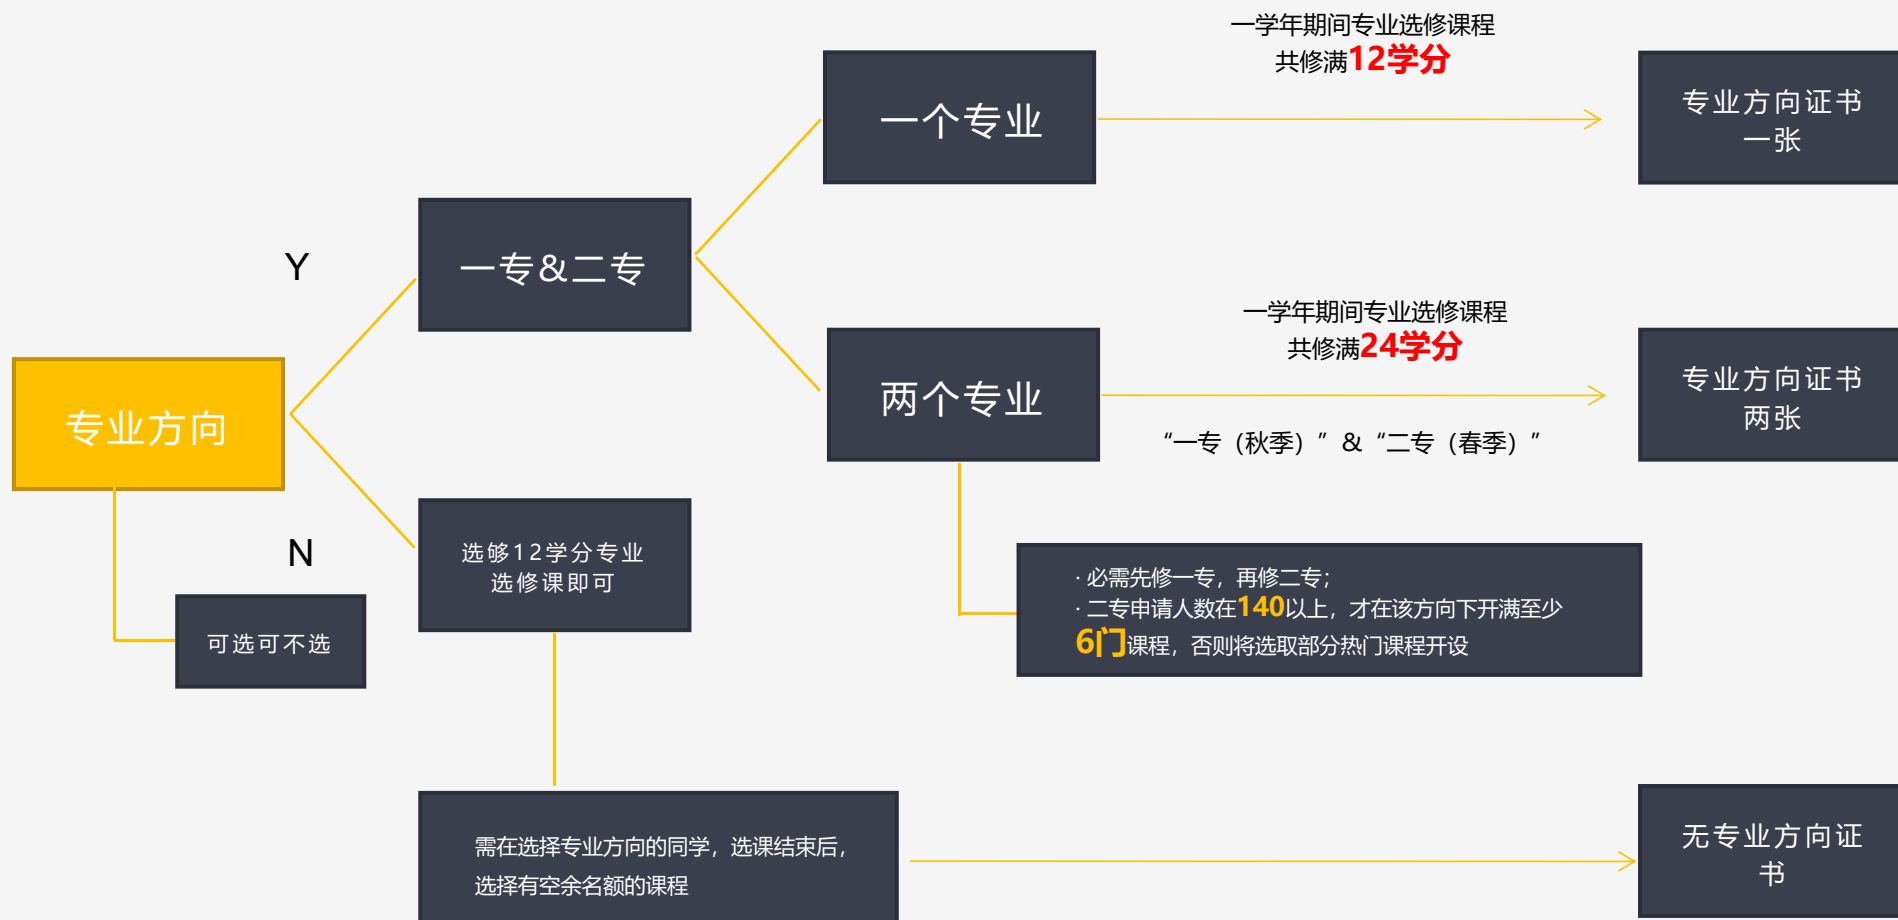 一学年期间专业选修课程
共修满12学分
一个专业
专业方向证书
一张
Y
一专&二专
一学年期间专业选修课程
共修满24学分
两个专业
专业方向证书
两张
“一专（秋季）”&“二专（春季）”
专业方向
N
选够12学分专业
选修课即可
可选可不选
· 必需先修一专，再修二专；
· 二专申请人数在140以上，才在该方向下开满至少
6门课程，否则将选取部分热门课程开设
需在选择专业方向的同学，选课结束后，
选择有空余名额的课程
无专业方向证
书